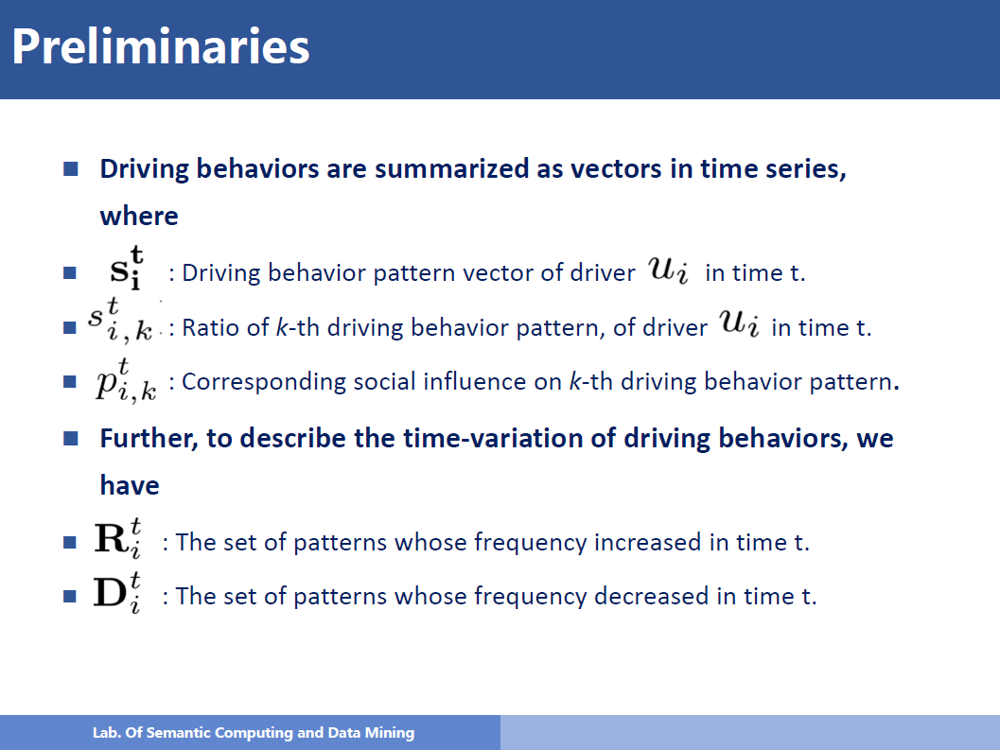 Preliminaries
Driving behaviors are summarized as vectors in time series,
where
$\mathbf{s_i^t}$ : Driving behavior pattern vector of driver $u_i$ in time t.
$s_{i,k}^t$ : Ratio of k-th driving behavior pattern, of driver $u_i$ in time t.
$p_{i,k}^t$ : Corresponding social influence on k-th driving behavior pattern.
Further, to describe the time-variation of driving behaviors, we
have
$\mathbf{R}_i^t$ : The set of patterns whose frequency increased in time t.
$\mathbf{D}_i^t$ : The set of patterns whose frequency decreased in time t.
Lab. Of Semantic Computing and Data Mining